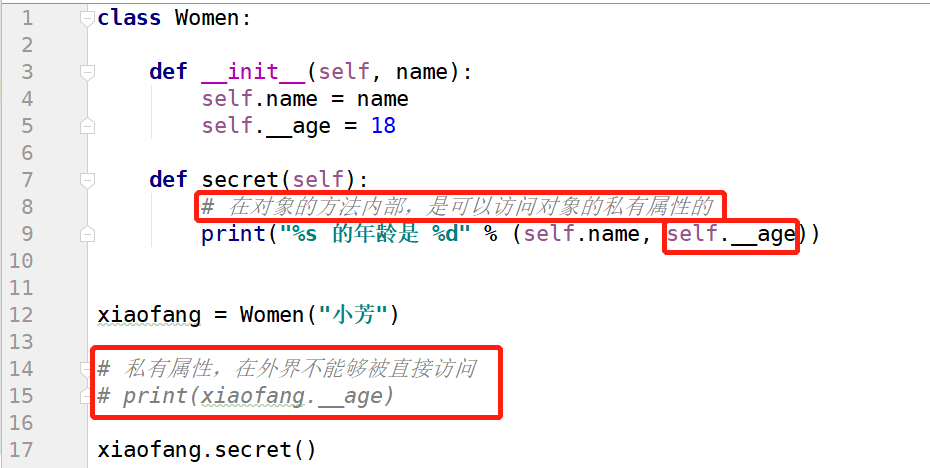 1 class Women:
2
3     def __init__(self, name):
4         self.name = name
5         self.__age = 18
6
7     def secret(self):
8         # 在对象的方法内部，是可以访问对象的私有属性的
9         print("%s 的年龄是 %d" % (self.name, self.__age))
10
11
12 xiaofang = Women("小芳")
13
14 # 私有属性，在外界不能够被直接访问
15 # print(xiaofang.__age)
16
17 xiaofang.secret()